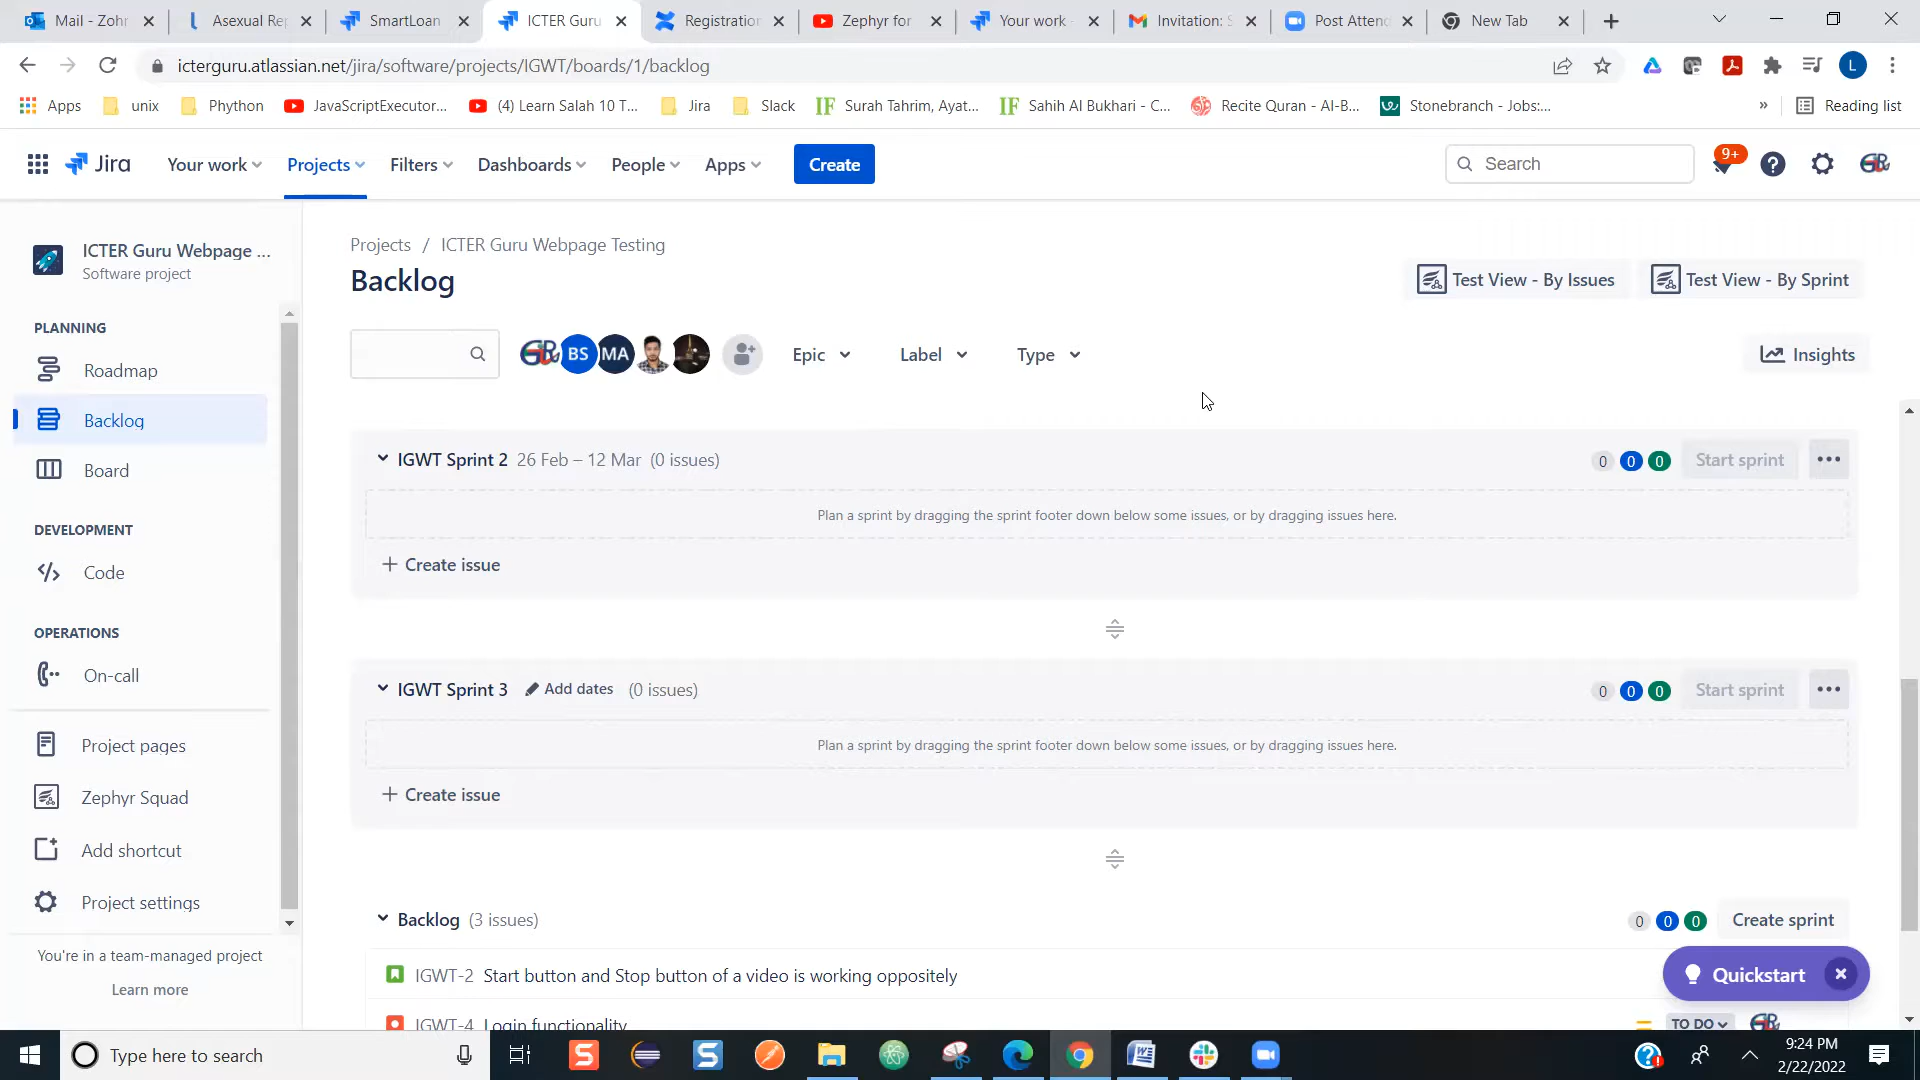 Mail - Zohr
Asexual Rep
SmartLoan
ICTER Guru
Registration
Zephyr for
Your work -
Invitation: S
Post Attend
New Tab
icterguru.atlassian.net/jira/software/projects/IGWT/boards/1/backlog
L
Apps
unix
Phython
JavaScriptExecutor...
(4) Learn Salah 10 T...
Jira
Slack
IF Surah Tahrim, Ayat...
IF Sahih Al Bukhari - C...
Recite Quran - Al-B...
Stonebranch - Jobs:...
»
Reading list
Jira
Your work
Projects
Filters
Dashboards
People
Apps
Create
Search
9+
ICTER Guru Webpage ...
Software project
Projects / ICTER Guru Webpage Testing
Backlog
Test View - By Issues
Test View - By Sprint
PLANNING
Roadmap
Backlog
Board
DEVELOPMENT
Code
OPERATIONS
On-call
Project pages
Zephyr Squad
Add shortcut
Project settings
You're in a team-managed project
Learn more
BS
MA
Epic
Label
Type
Insights
IGWT Sprint 2 26 Feb – 12 Mar (0 issues)
0 0 0
Start sprint
Plan a sprint by dragging the sprint footer down below some issues, or by dragging issues here.
+ Create issue
IGWT Sprint 3 Add dates (0 issues)
0 0 0
Start sprint
Plan a sprint by dragging the sprint footer down below some issues, or by dragging issues here.
+ Create issue
Backlog (3 issues)
0 0 0
Create sprint
IGWT-2 Start button and Stop button of a video is working oppositely
Quickstart
IGWT-4 Login functionality
TO DO
Type here to search
9:24 PM
2/22/2022